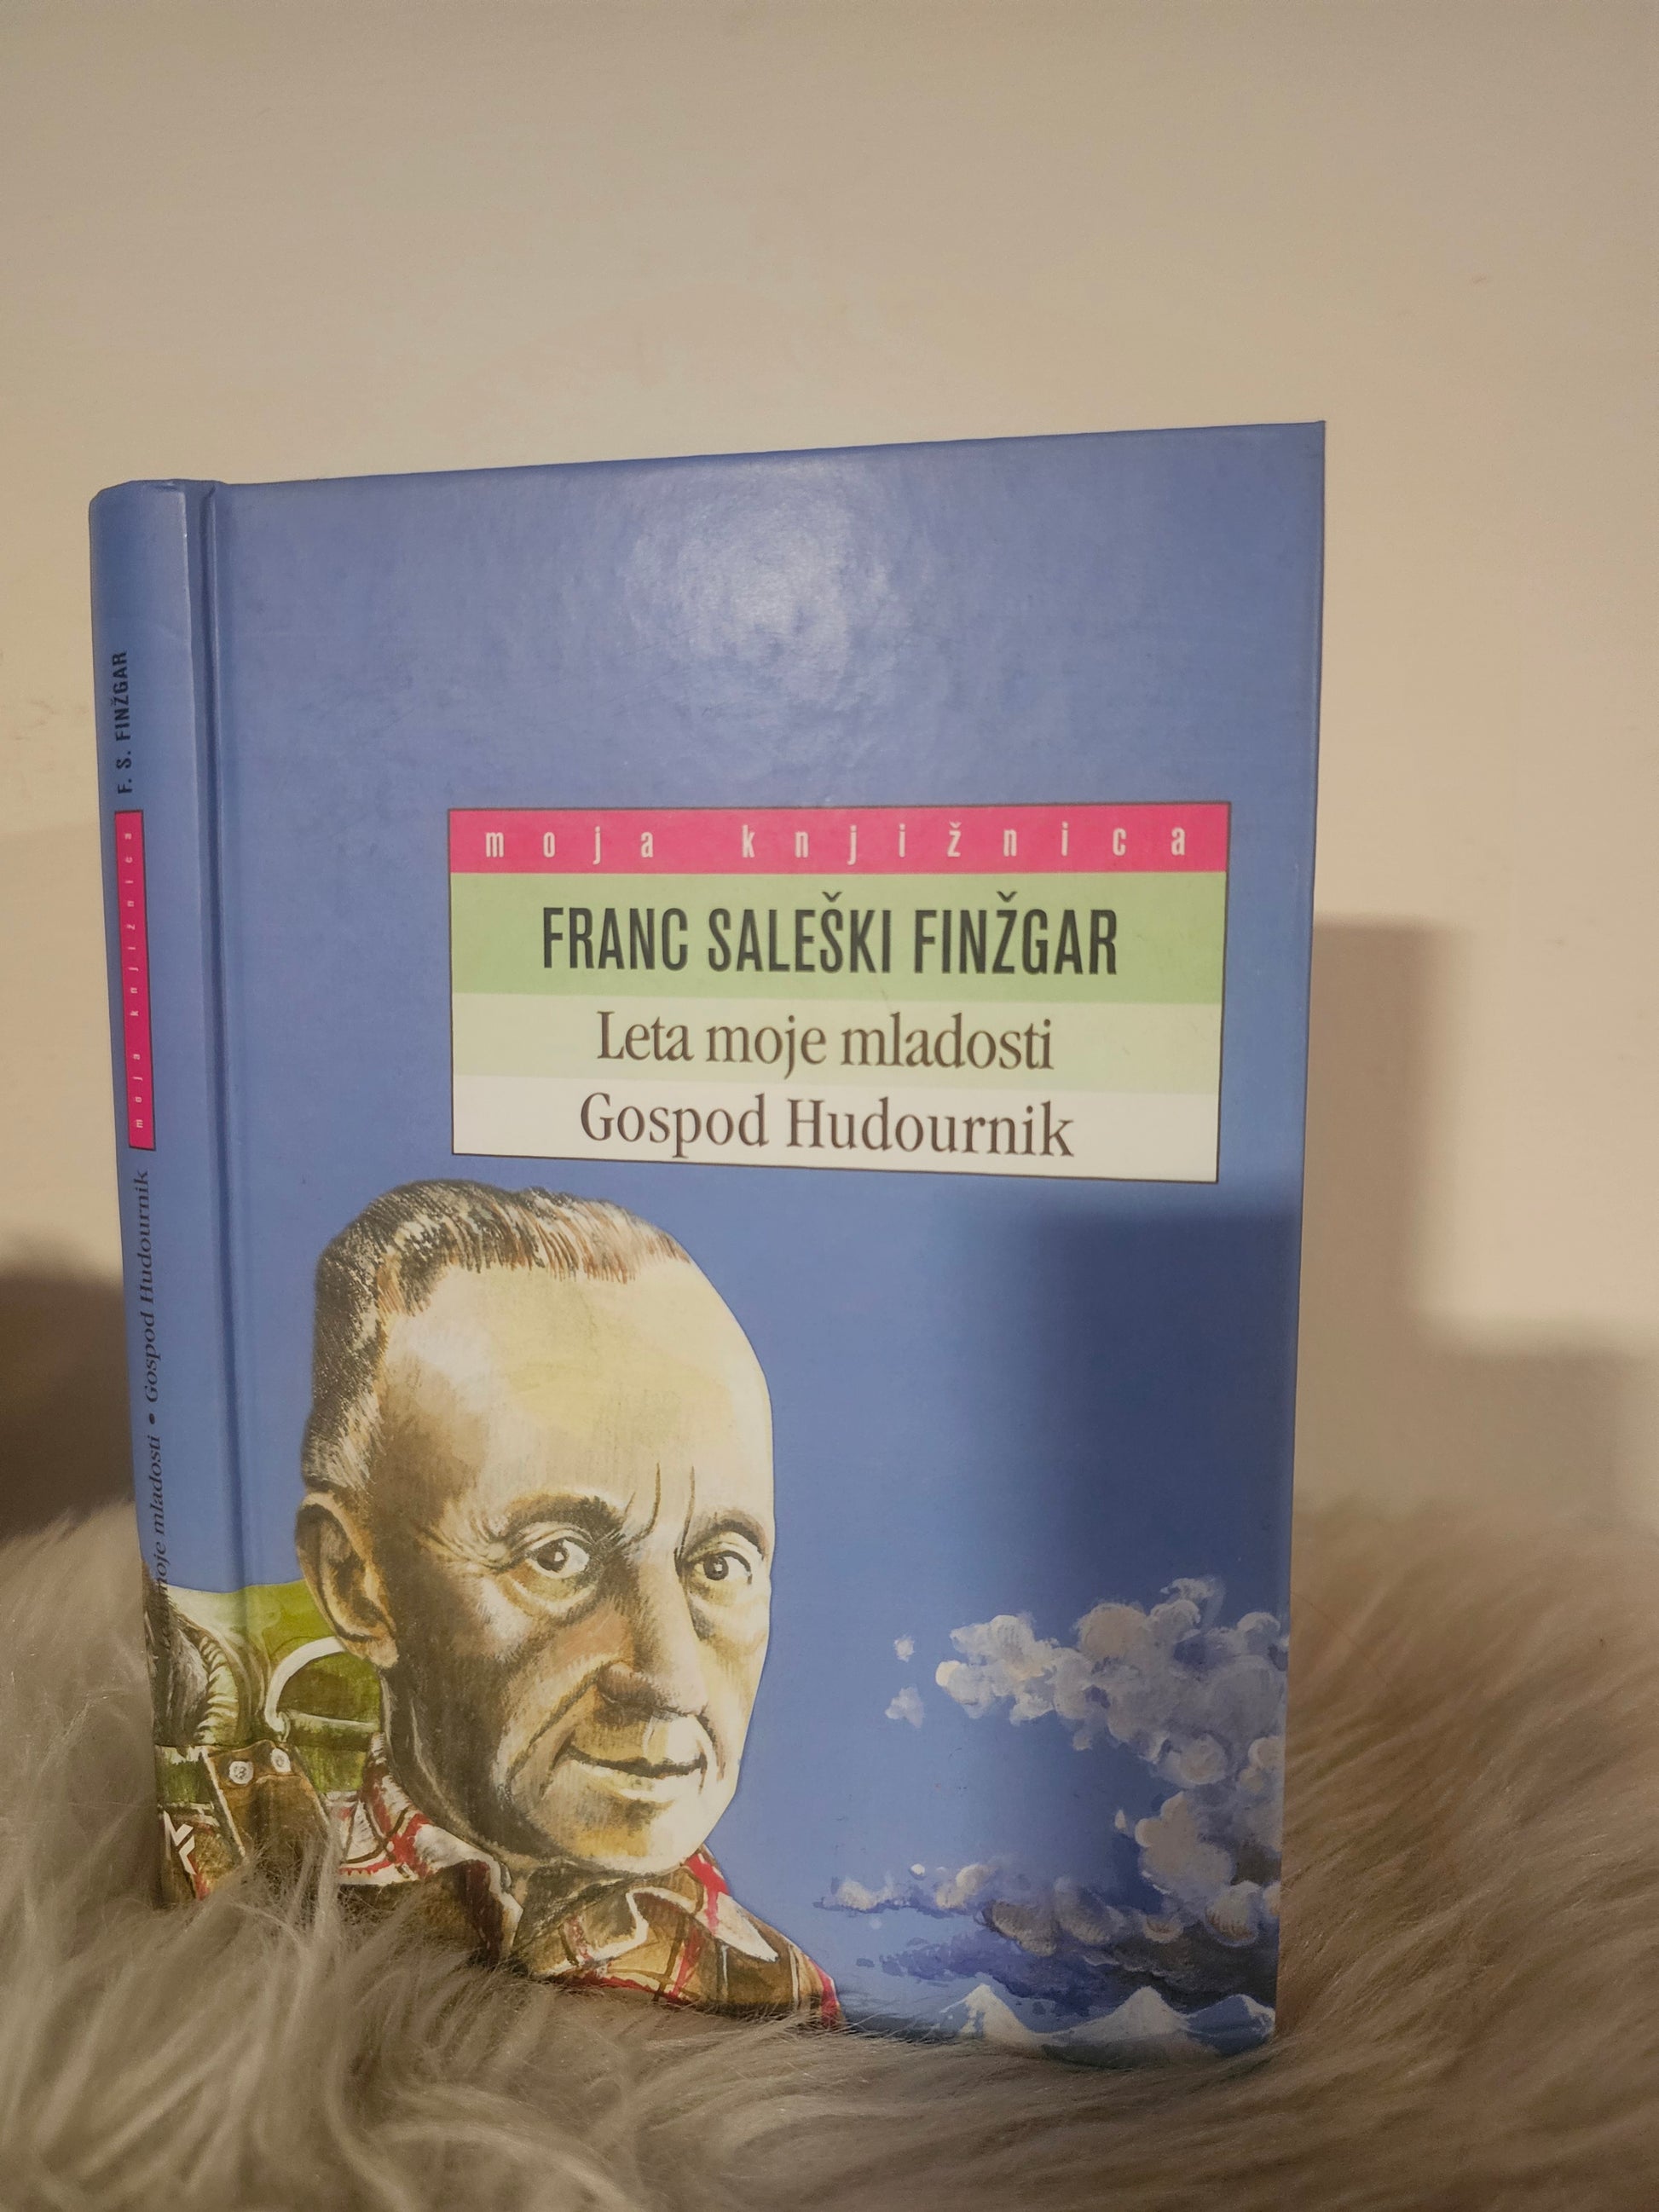 moja knjižnica
FRANC SALEŠKI FINŽGAR
Leta moje mladosti
Gospod Hudournik
F. S. FINŽGAR
moja knjižnica
moje mladosti • Gospod Hudournik